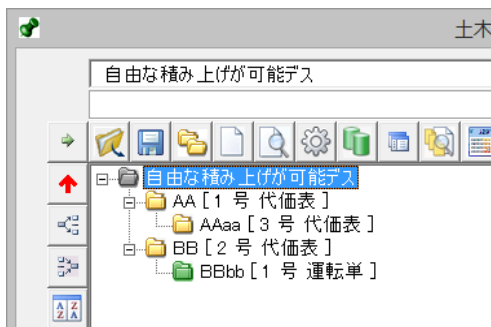 土木
自由な積み上げが可能デス
自由な積み上げが可能デス
AA [ 1 号 代価表 ]
AAaa [ 3 号 代価表 ]
BB [ 2 号 代価表 ]
BBbb [ 1 号 運転単 ]
A Z
Z A